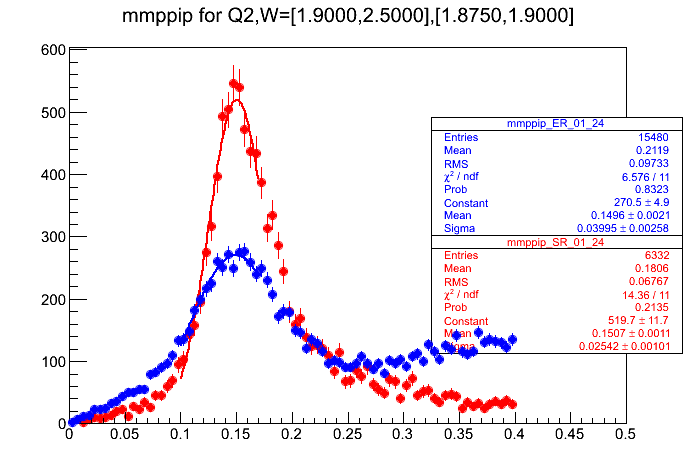 mmppip for Q2,W=[1.9000,2.5000],[1.8750,1.9000]
600
500
400
300
200
100
0
0 0.05 0.1 0.15 0.2 0.25 0.3 0.35 0.4 0.45 0.5
mmppip_ER_01_24
Entries 15480
Mean 0.2119
RMS 0.09733
χ² / ndf 6.576 / 11
Prob 0.8323
Constant 270.5 ± 4.9
Mean 0.1496 ± 0.0021
Sigma 0.03995 ± 0.00258
mmppip_SR_01_24
Entries 6332
Mean 0.1806
RMS 0.06767
χ² / ndf 14.36 / 11
Prob 0.2135
Constant 519.7 ± 11.7
Mean 0.1507 ± 0.0011
Sigma 0.02542 ± 0.00101